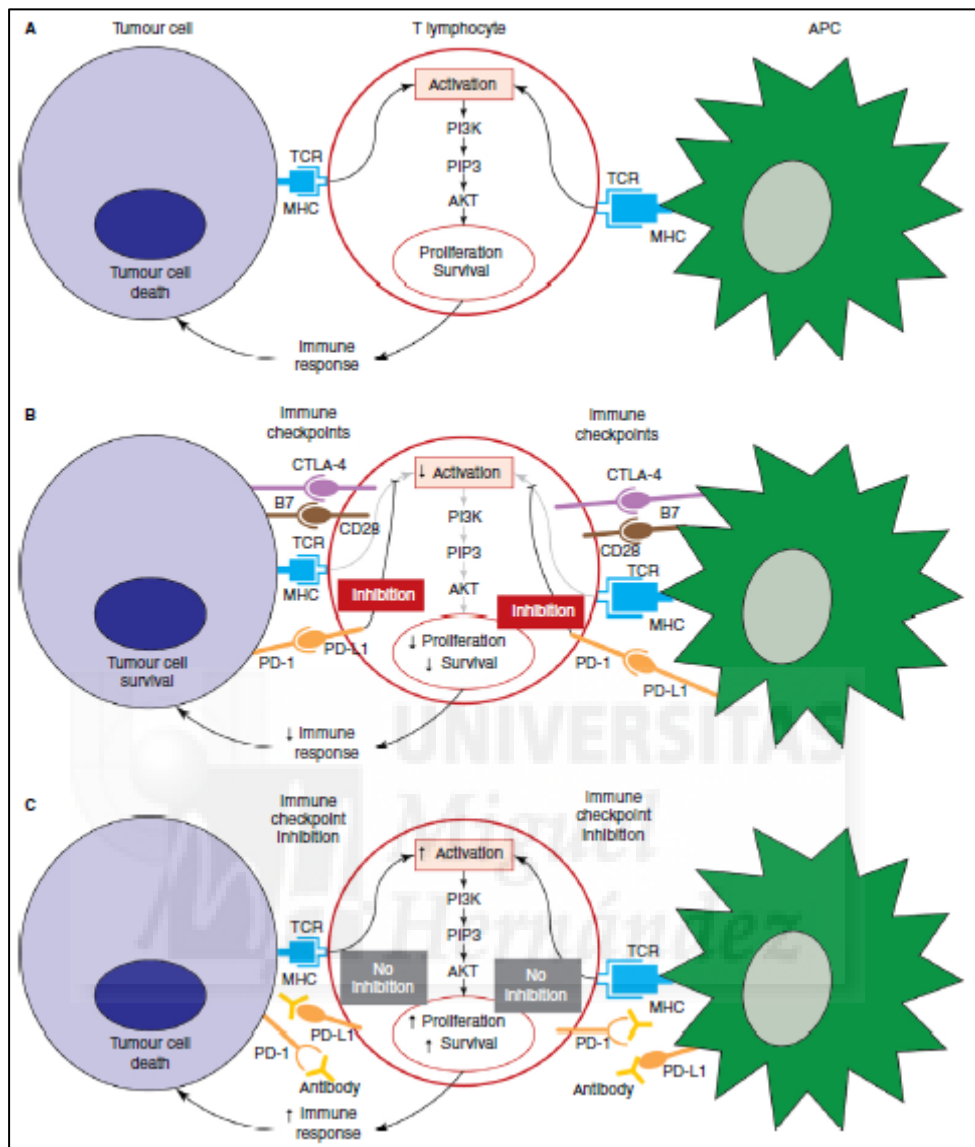 A
Tumour cell
T lymphocyte
APC
Activation
PI3K
PIP3
AKT
Proliferation
Survival
TCR
MHC
TCR
MHC
Tumour cell
death
Immune
response
B
Immune
checkpoints
Immune
checkpoints
CTLA-4
B7
CD28
TCR
MHC
PD-1
PD-L1
Inhibition
↓ Activation
PI3K
PIP3
AKT
↓ Proliferation
↓ Survival
Inhibition
CTLA-4
B7
CD28
TCR
MHC
PD-1
PD-L1
Tumour cell
survival
↓ Immune
response
UNIVERSITAS
Miguel
Hernández
C
Immune
checkpoint
inhibition
Immune
checkpoint
inhibition
↑ Activation
PI3K
PIP3
AKT
↑ Proliferation
↑ Survival
TCR
MHC
No
inhibition
No
inhibition
TCR
MHC
PD-L1
PD-1
Antibody
PD-1
PD-L1
Antibody
Tumour cell
death
↑ Immune
response